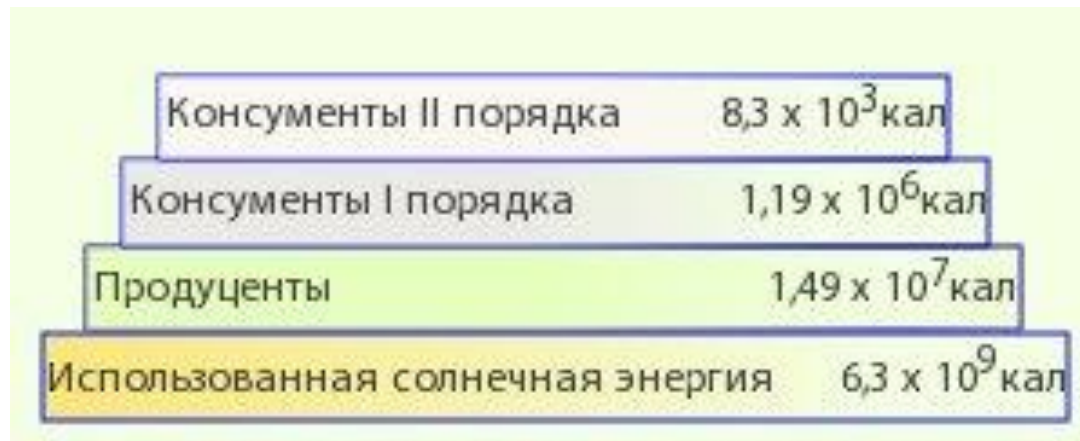 Консументы II порядка 8,3 x 10³кал
Консументы I порядка 1,19 x 10⁶кал
Продуценты 1,49 x 10⁷кал
Использованная солнечная энергия 6,3 x 10⁹кал